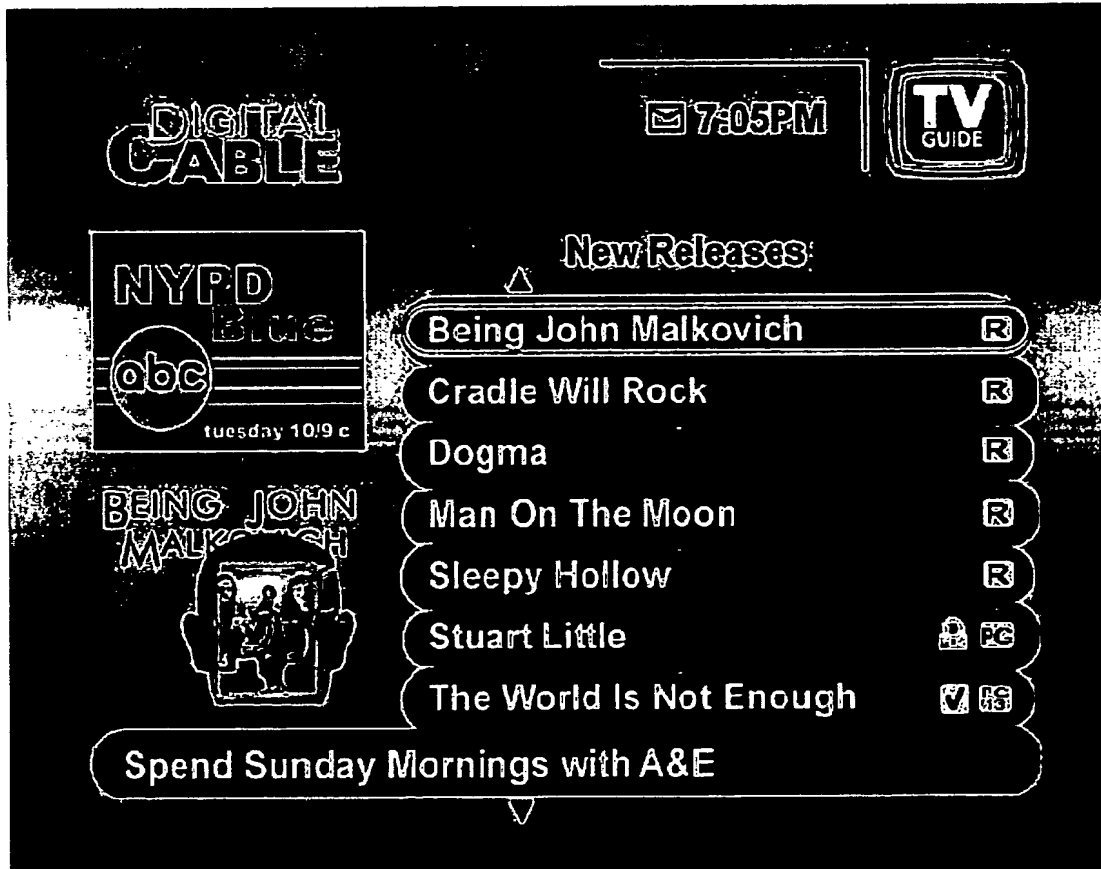 DIGITAL
CABLE
7:05PM
TV
GUIDE
NYPD
Blue
abc
tuesday 10/9 c
BEING JOHN
MALKOVICH
New Releases
Being John Malkovich R
Cradle Will Rock R
Dogma R
Man On The Moon R
Sleepy Hollow R
Stuart Little PG
The World Is Not Enough PG-13
Spend Sunday Mornings with A&E